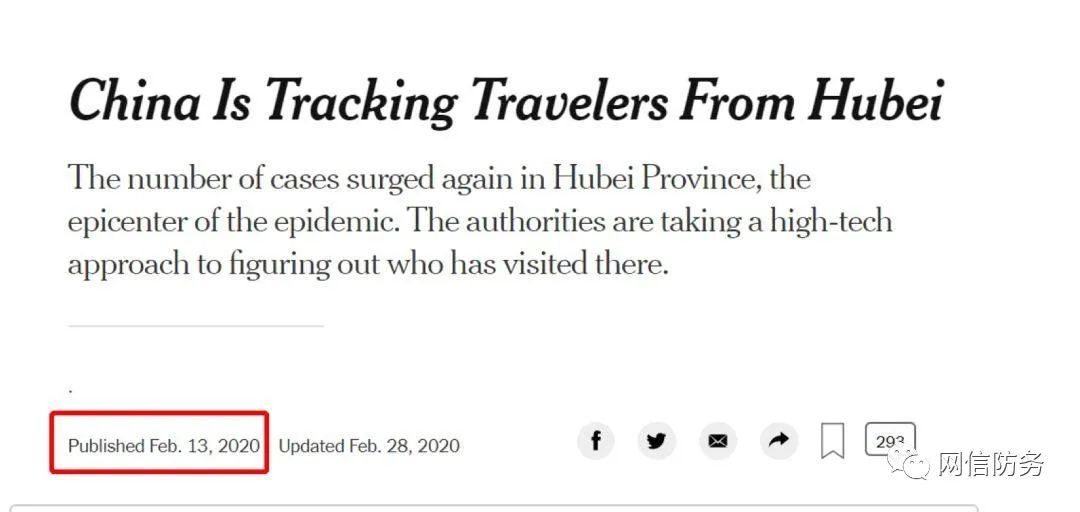 China Is Tracking Travelers From Hubei
The number of cases surged again in Hubei Province, the
epicenter of the epidemic. The authorities are taking a high-tech
approach to figuring out who has visited there.
.
Published Feb. 13, 2020 Updated Feb. 28, 2020
293
网信防务